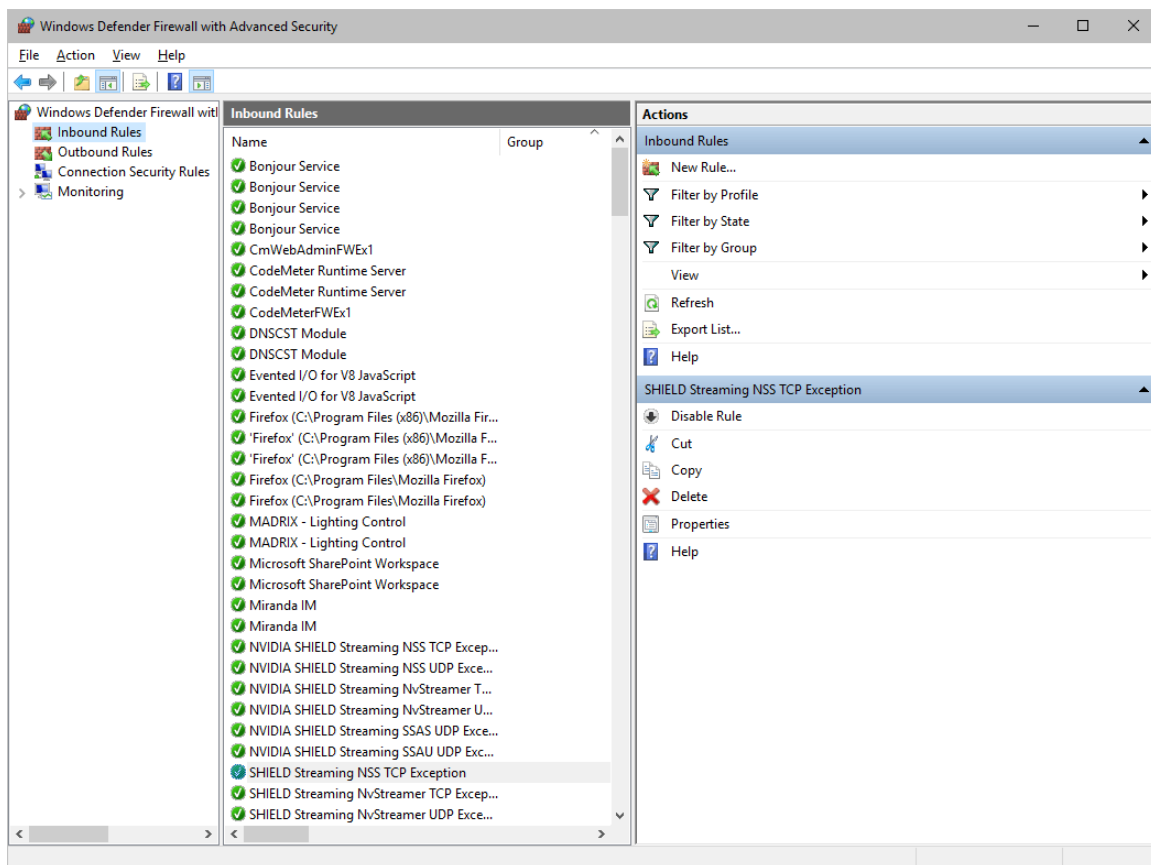 Windows Defender Firewall with Advanced Security
File Action View Help
Windows Defender Firewall with
Inbound Rules
Outbound Rules
Connection Security Rules
Monitoring
Inbound Rules
Name Group
Bonjour Service
Bonjour Service
Bonjour Service
Bonjour Service
CmWebAdminFWEx1
CodeMeter Runtime Server
CodeMeter Runtime Server
CodeMeterFWEx1
DNSCST Module
DNSCST Module
Evented I/O for V8 JavaScript
Evented I/O for V8 JavaScript
Firefox (C:\Program Files (x86)\Mozilla Fir...
'Firefox' (C:\Program Files (x86)\Mozilla F...
'Firefox' (C:\Program Files (x86)\Mozilla F...
Firefox (C:\Program Files\Mozilla Firefox)
Firefox (C:\Program Files\Mozilla Firefox)
MADRIX - Lighting Control
MADRIX - Lighting Control
Microsoft SharePoint Workspace
Microsoft SharePoint Workspace
Miranda IM
Miranda IM
NVIDIA SHIELD Streaming NSS TCP Excep...
NVIDIA SHIELD Streaming NSS UDP Exce...
NVIDIA SHIELD Streaming NvStreamer T...
NVIDIA SHIELD Streaming NvStreamer U...
NVIDIA SHIELD Streaming SSAS UDP Exce...
NVIDIA SHIELD Streaming SSAU UDP Exc...
SHIELD Streaming NSS TCP Exception
SHIELD Streaming NvStreamer TCP Excep...
SHIELD Streaming NvStreamer UDP Exce...
Actions
Inbound Rules
New Rule...
Filter by Profile
Filter by State
Filter by Group
View
Refresh
Export List...
Help
SHIELD Streaming NSS TCP Exception
Disable Rule
Cut
Copy
Delete
Properties
Help